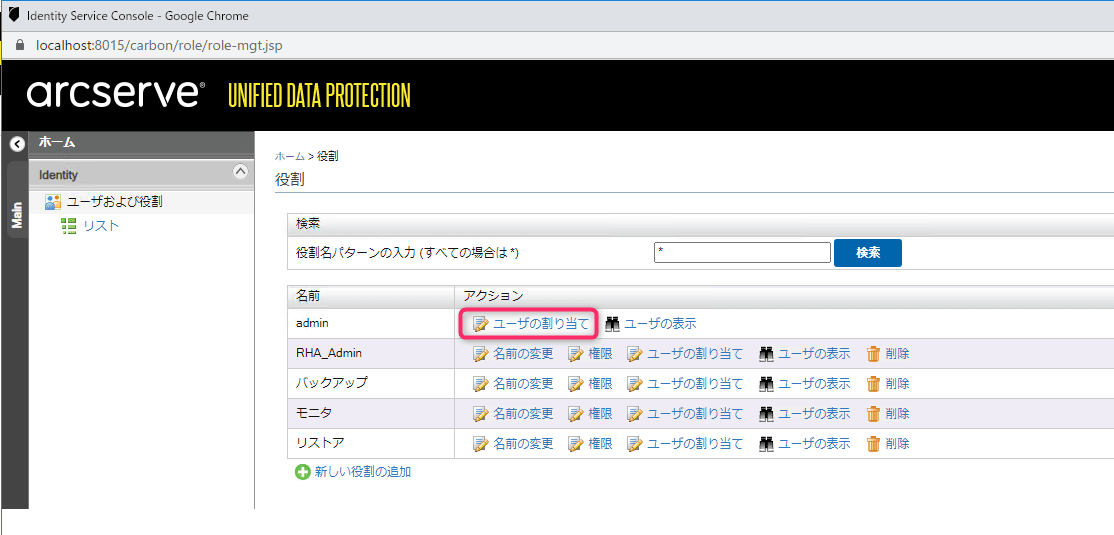 Identity Service Console - Google Chrome
localhost:8015/carbon/role/role-mgt.jsp
arcserve® UNIFIED DATA PROTECTION
ホーム
Main
Identity
ユーザおよび役割
リスト
ホーム > 役割
役割
検索
役割名パターンの入力 (すべての場合は *) * 検索
名前 アクション
admin ユーザの割り当て ユーザの表示
RHA_Admin 名前の変更 権限 ユーザの割り当て ユーザの表示 削除
バックアップ 名前の変更 権限 ユーザの割り当て ユーザの表示 削除
モニタ 名前の変更 権限 ユーザの割り当て ユーザの表示 削除
リストア 名前の変更 権限 ユーザの割り当て ユーザの表示 削除
新しい役割の追加